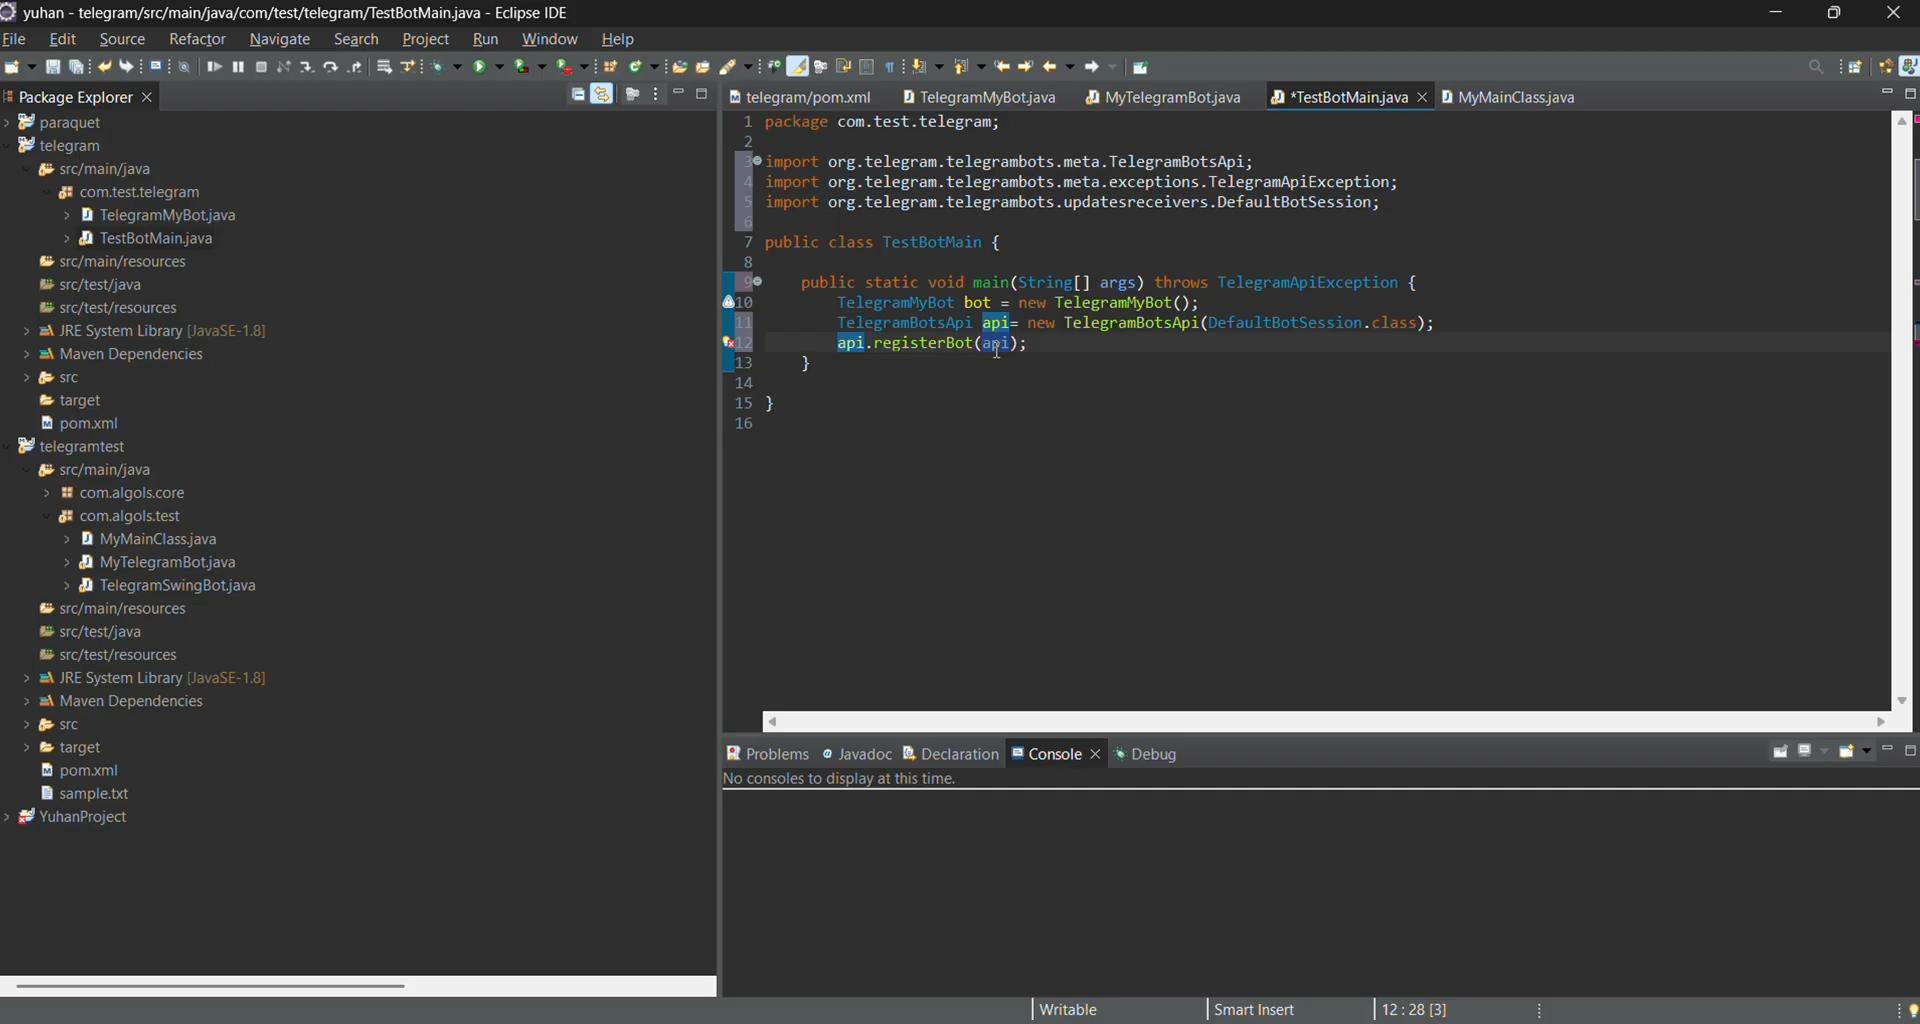 yuhan - telegram/src/main/java/com/test/telegram/TestBotMain.java - Eclipse IDE
File Edit Source Refactor Navigate Search Project Run Window Help
Package Explorer
paraquet
telegram
src/main/java
com.test.telegram
TelegramMyBot.java
TestBotMain.java
src/main/resources
src/test/java
src/test/resources
JRE System Library [JavaSE-1.8]
Maven Dependencies
src
target
pom.xml
telegramtest
src/main/java
com.algols.core
com.algols.test
MyMainClass.java
MyTelegramBot.java
TelegramSwingBot.java
src/main/resources
src/test/java
src/test/resources
JRE System Library [JavaSE-1.8]
Maven Dependencies
src
target
pom.xml
sample.txt
YuhanProject
telegram/pom.xml TelegramMyBot.java MyTelegramBot.java *TestBotMain.java MyMainClass.java
1 package com.test.telegram;
2
3 import org.telegram.telegrambots.meta.TelegramBotsApi;
4 import org.telegram.telegrambots.meta.exceptions.TelegramApiException;
5 import org.telegram.telegrambots.updatesreceivers.DefaultBotSession;
6
7 public class TestBotMain {
8
9 public static void main(String[] args) throws TelegramApiException {
10 TelegramMyBot bot = new TelegramMyBot();
11 TelegramBotsApi api= new TelegramBotsApi(DefaultBotSession.class);
12 api.registerBot(api);
13 }
14
15 }
16
Problems Javadoc Declaration Console Debug
No consoles to display at this time.
Writable Smart Insert 12 : 28 [3]